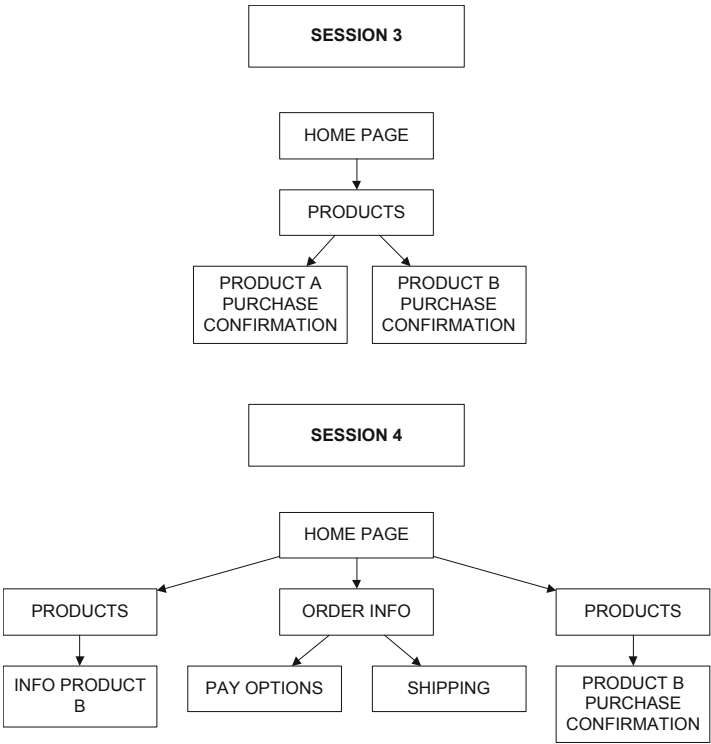 SESSION 3
HOME PAGE
PRODUCTS
PRODUCT A
PURCHASE
CONFIRMATION
PRODUCT B
PURCHASE
CONFIRMATION
SESSION 4
HOME PAGE
PRODUCTS
ORDER INFO
PRODUCTS
INFO PRODUCT
B
PAY OPTIONS
SHIPPING
PRODUCT B
PURCHASE
CONFIRMATION